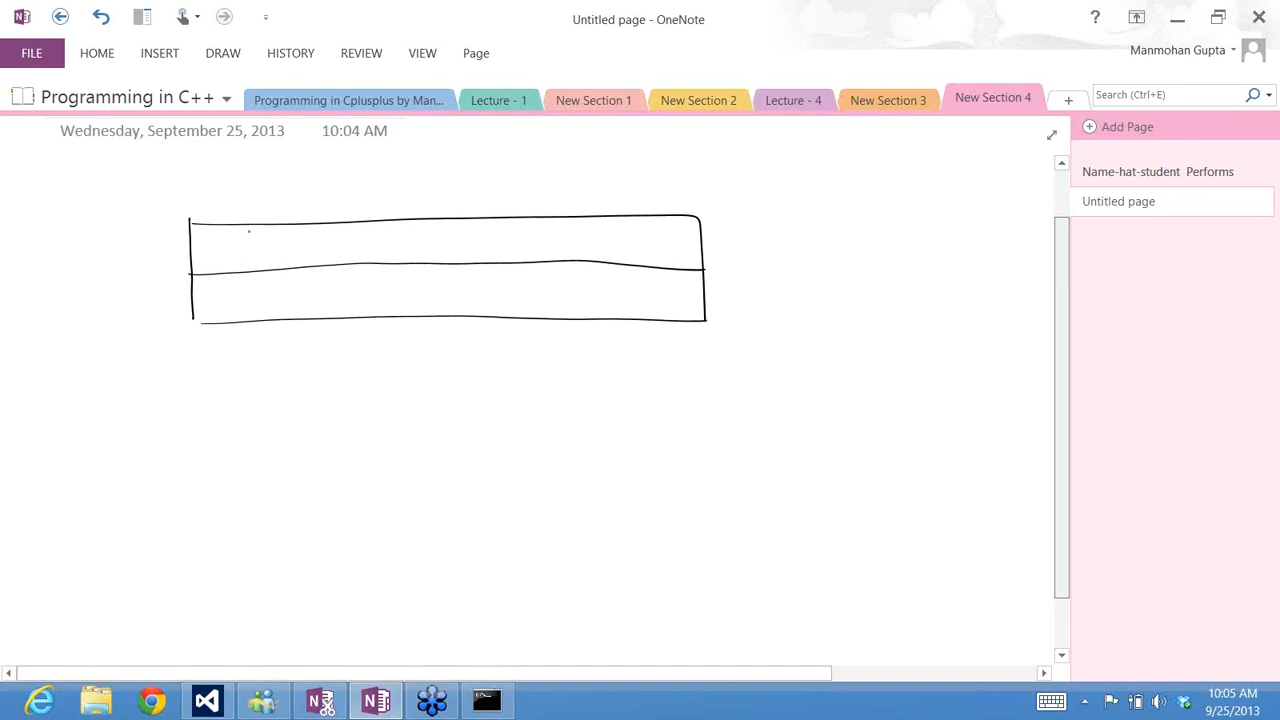 Untitled page - OneNote
?
FILE HOME INSERT DRAW HISTORY REVIEW VIEW Page
Manmohan Gupta
Programming in C++
Programming in Cplusplus by Man...
Lecture - 1
New Section 1
New Section 2
Lecture - 4
New Section 3
New Section 4
Search (Ctrl+E)
Wednesday, September 25, 2013 10:04 AM
Add Page
Name-hat-student Performs
Untitled page
10:05 AM
9/25/2013